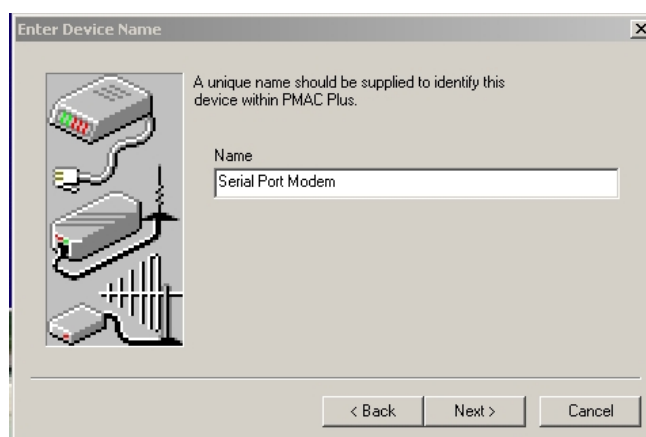 Enter Device Name
A unique name should be supplied to identify this
device within PMAC Plus.
Name
Serial Port Modem
< Back
Next >
Cancel